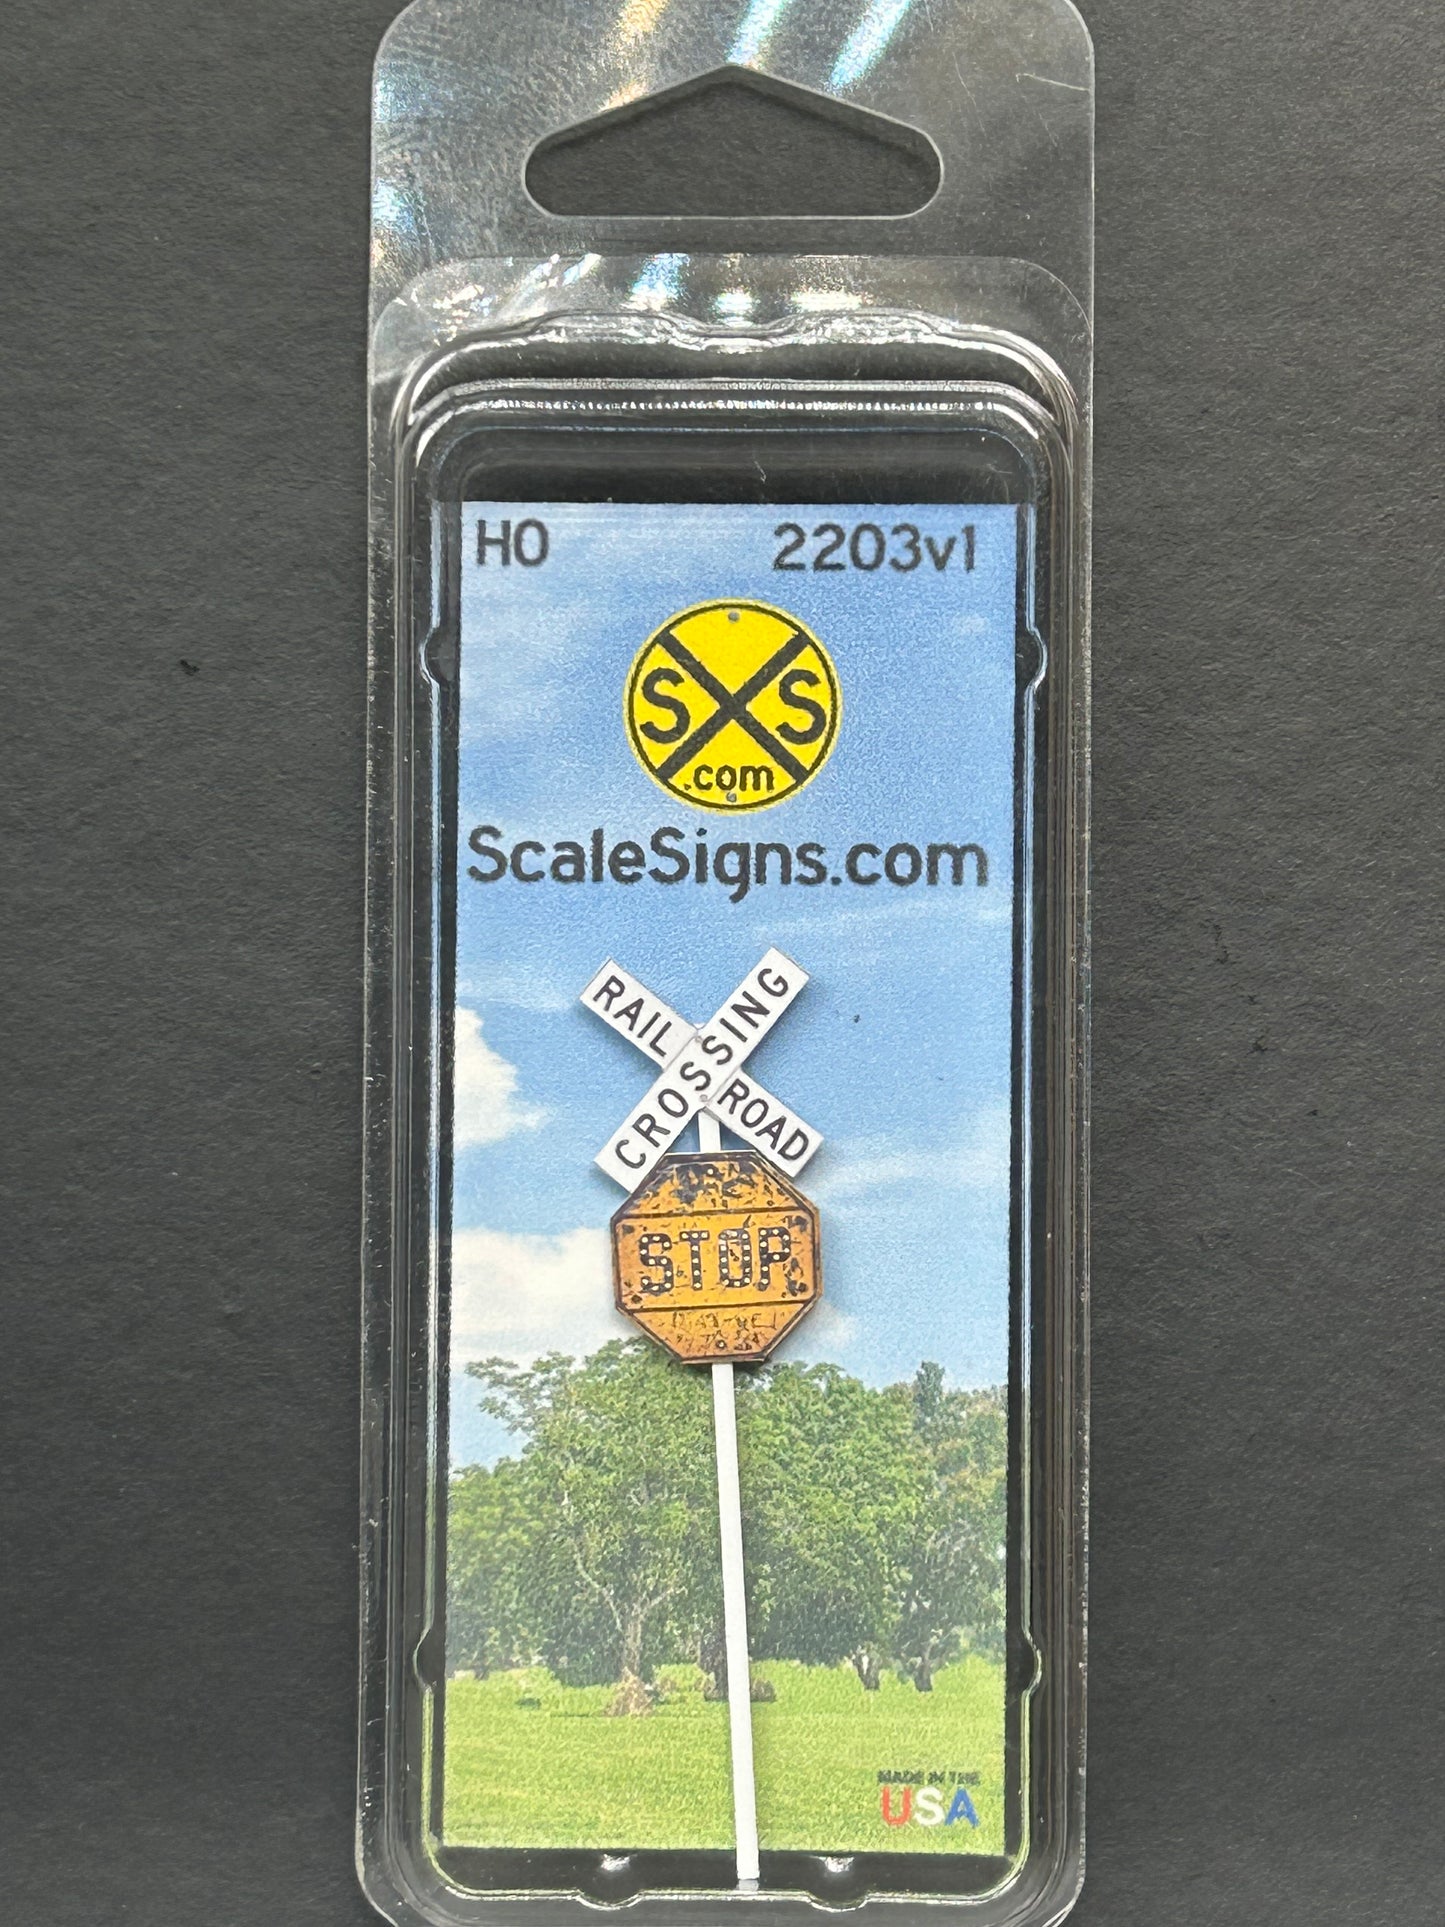 HO 2203v1
S S
.com
ScaleSigns.com
RAIL ROAD
CROSSING
STOP
MADE IN THE
USA